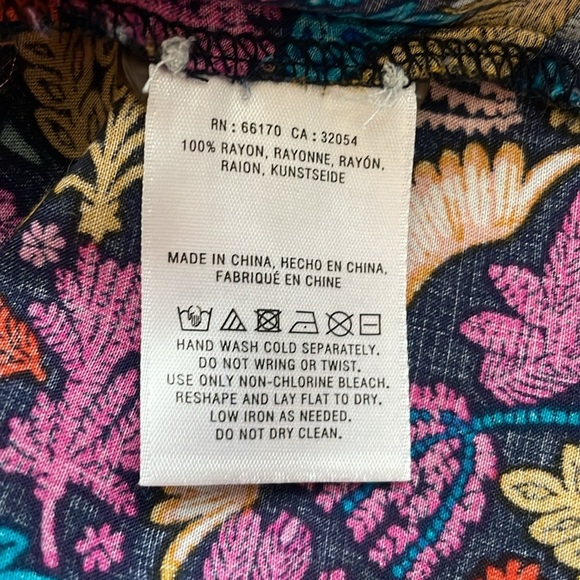 RN : 66170 CA : 32054
100% RAYON, RAYONNE, RAYÓN,
RAION, KUNSTSEIDE
MADE IN CHINA, HECHO EN CHINA,
FABRIQUÉ EN CHINE
HAND WASH COLD SEPARATELY.
DO NOT WRING OR TWIST.
USE ONLY NON-CHLORINE BLEACH.
RESHAPE AND LAY FLAT TO DRY.
LOW IRON AS NEEDED.
DO NOT DRY CLEAN.